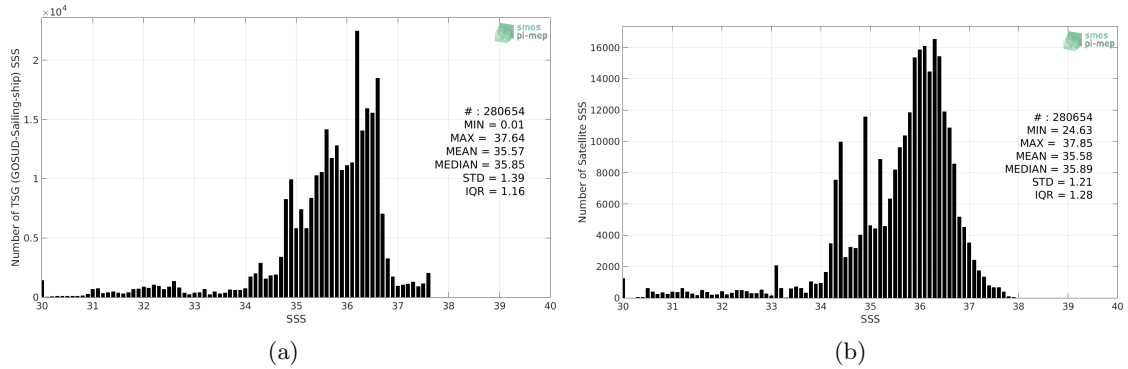 ×10⁴
2
1.5
1
0.5
0
30
31
32
33
34
35
36
37
38
39
40
SSS
Number of TSG (GOSUD-Sailing-ship) SSS
smos
pi-mep
# : 280654
MIN = 0.01
MAX = 37.64
MEAN = 35.57
MEDIAN = 35.85
STD = 1.39
IQR = 1.16
(a)
16000
14000
12000
10000
8000
6000
4000
2000
0
30
31
32
33
34
35
36
37
38
39
40
SSS
Number of Satellite SSS
smos
pi-mep
# : 280654
MIN = 24.63
MAX = 37.85
MEAN = 35.58
MEDIAN = 35.89
STD = 1.21
IQR = 1.28
(b)